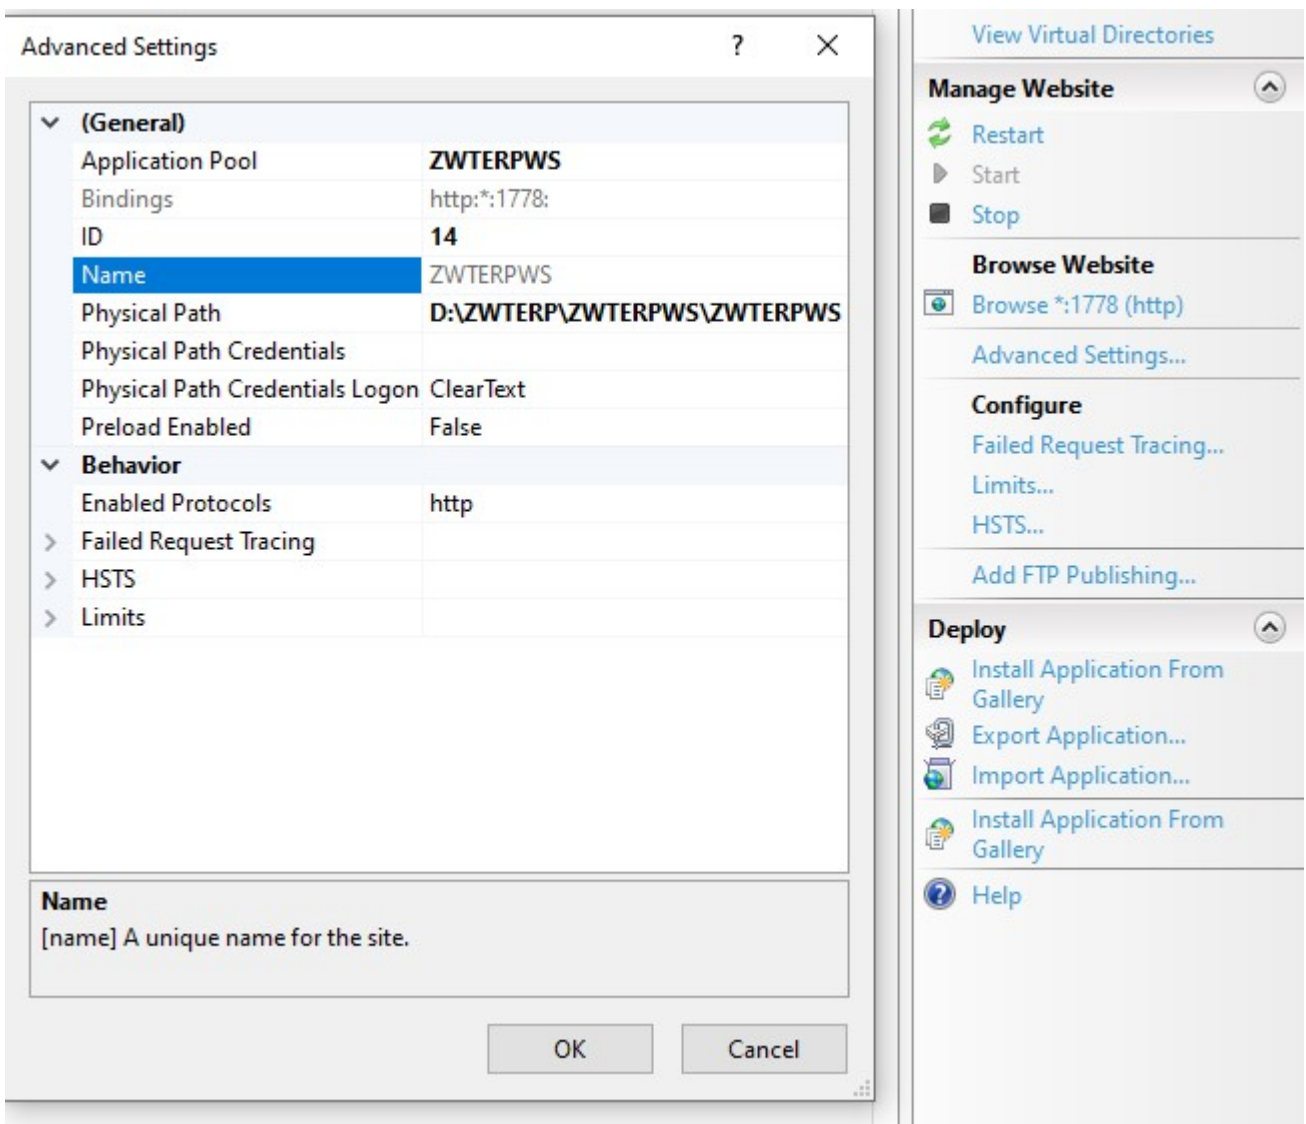 Advanced Settings ? ×
(General)
Application Pool ZWTERPWS
Bindings http:*:1778:
ID 14
Name ZWTERPWS
Physical Path D:\ZWTERP\ZWTERPWS\ZWTERPWS
Physical Path Credentials
Physical Path Credentials Logon ClearText
Preload Enabled False
Behavior
Enabled Protocols http
Failed Request Tracing
HSTS
Limits
Name
[name] A unique name for the site.
OK Cancel
View Virtual Directories
Manage Website
Restart
Start
Stop
Browse Website
Browse *:1778 (http)
Advanced Settings...
Configure
Failed Request Tracing...
Limits...
HSTS...
Add FTP Publishing...
Deploy
Install Application From
Gallery
Export Application...
Import Application...
Install Application From
Gallery
Help